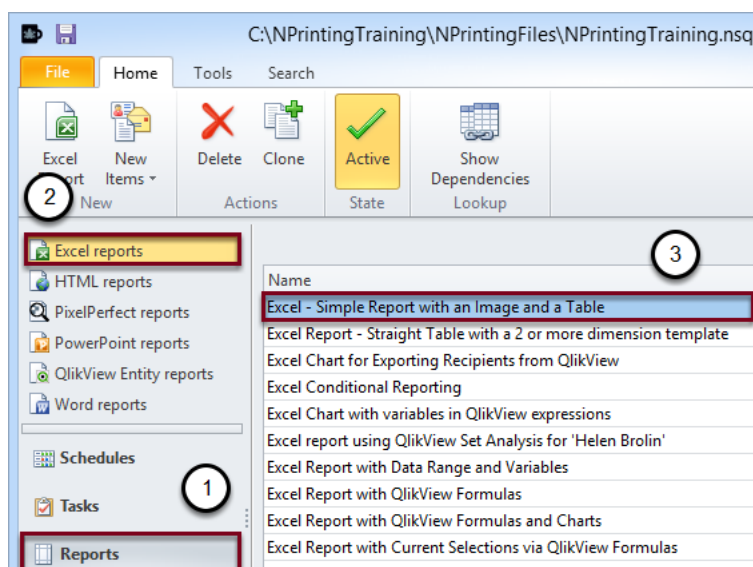 C:\NPrintingTraining\NPrintingFiles\NPrintingTraining.nsq
File Home Tools Search
Excel New Delete Clone Active Show
Items Dependencies
New Actions State Lookup
2
Excel reports
3
HTML reports
Name
PixelPerfect reports
Excel - Simple Report with an Image and a Table
PowerPoint reports
Excel Report - Straight Table with a 2 or more dimension template
QlikView Entity reports
Excel Chart for Exporting Recipients from QlikView
Word reports
Excel Conditional Reporting
Excel Chart with variables in QlikView expressions
Excel report using QlikView Set Analysis for 'Helen Brolin'
Schedules
Excel Report with Data Range and Variables
1
Tasks
Excel Report with QlikView Formulas
Excel Report with QlikView Formulas and Charts
Reports
Excel Report with Current Selections via QlikView Formulas